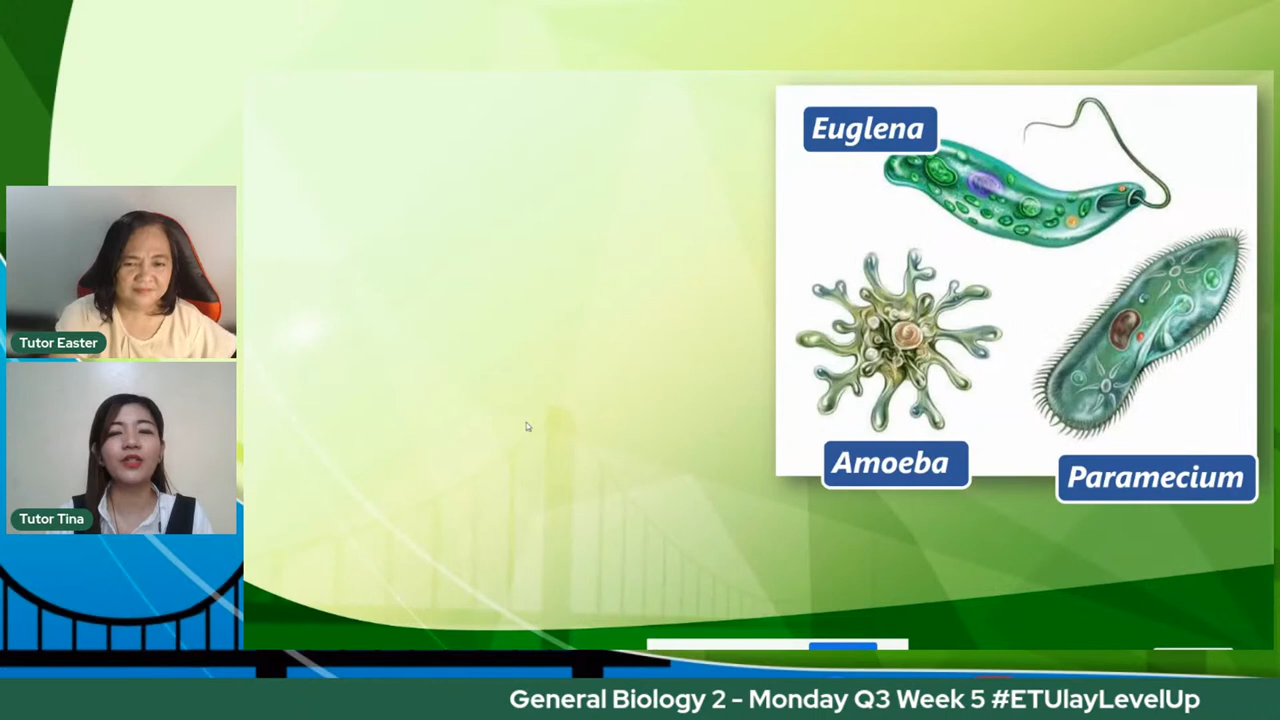 Euglena
Amoeba
Paramecium
Tutor Easter
Tutor Tina
General Biology 2 - Monday Q3 Week 5 #ETUlayLevelUp